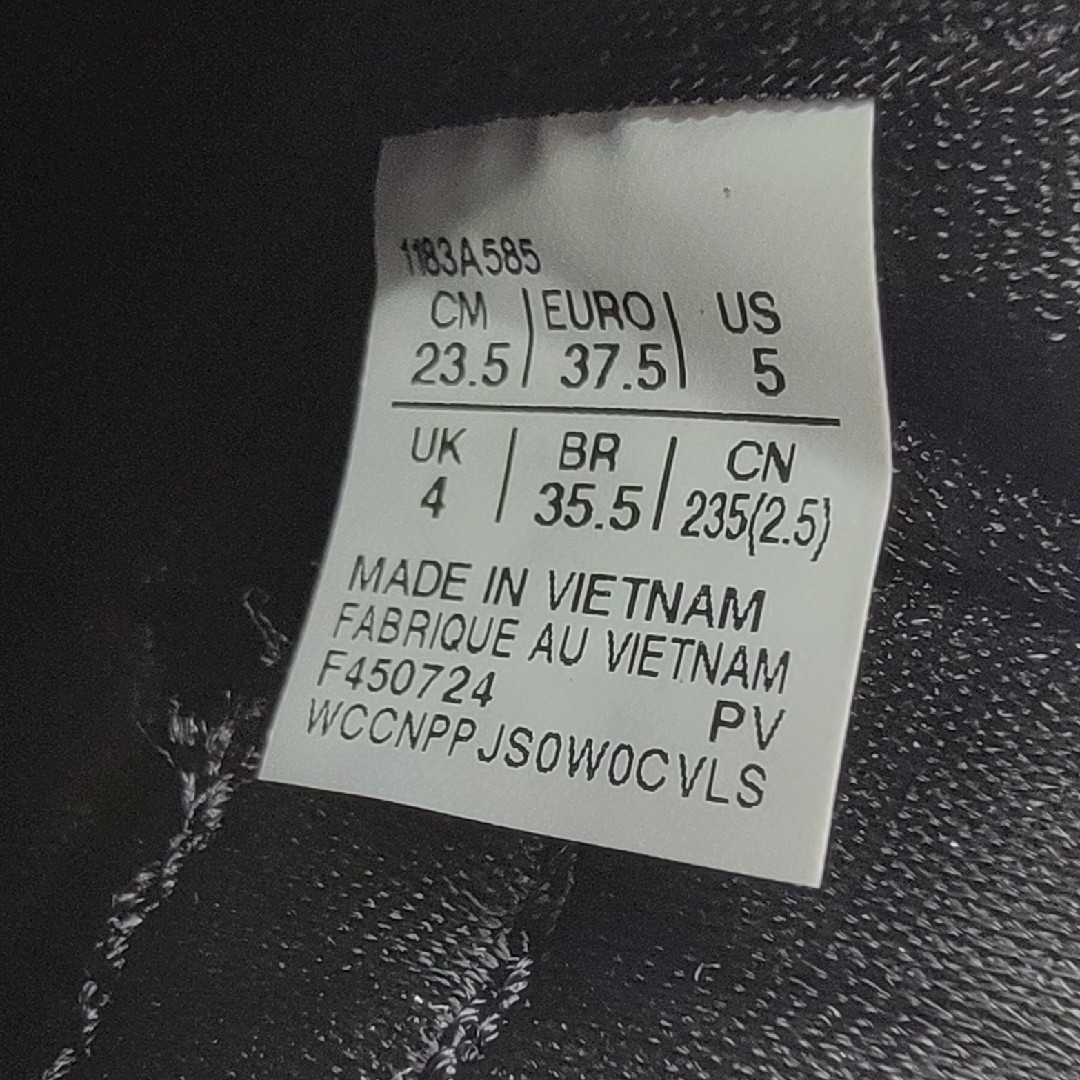 1183A585
CM | EURO | US
23.5 | 37.5 | 5
UK | BR | CN
4 | 35.5 | 235(2.5)
MADE IN VIETNAM
FABRIQUE AU VIETNAM
F450724 PV
WCCNPPJS0W0CVLS